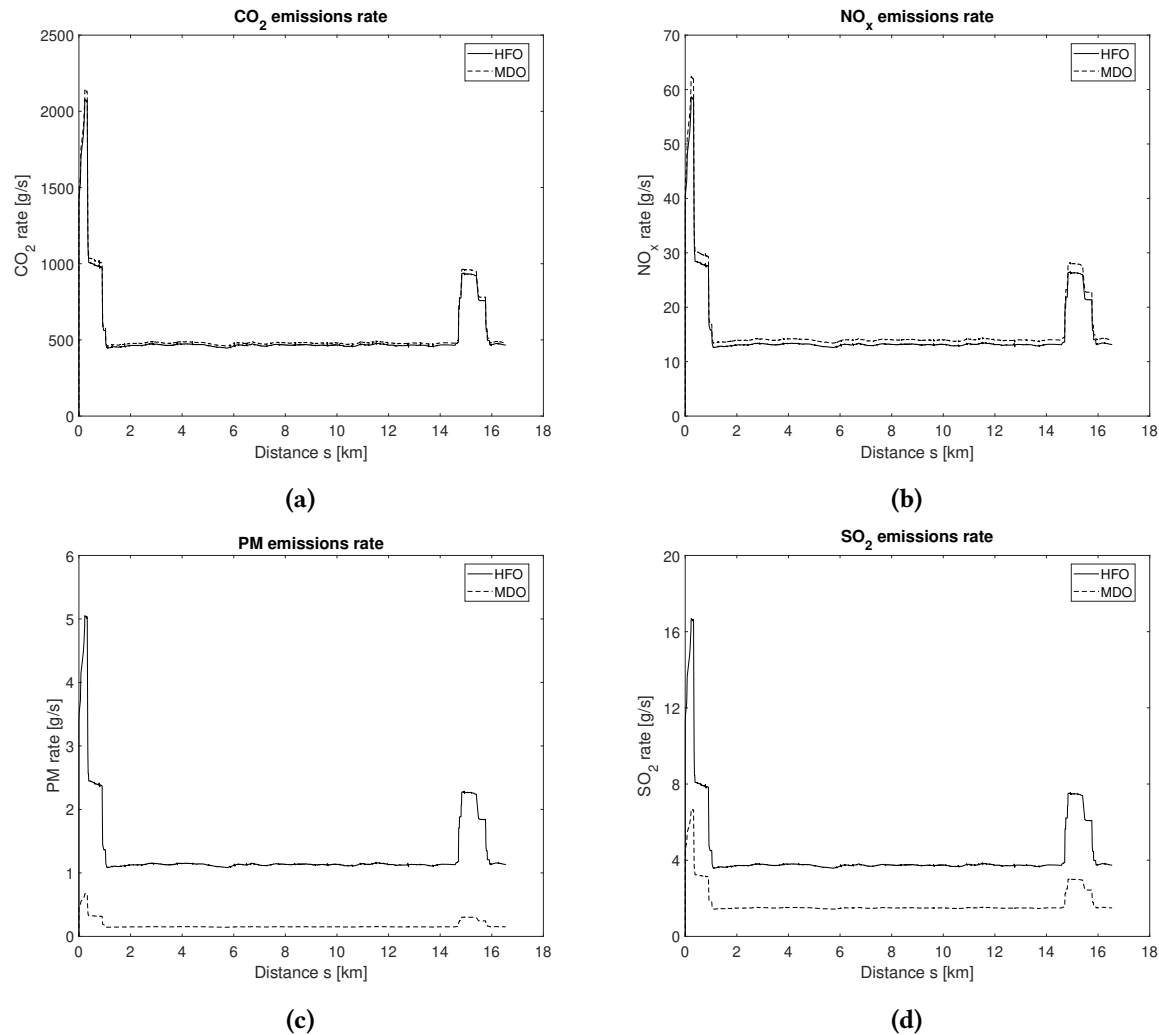 CO2 emissions rate
2500
2000
1500
1000
500
0
CO2 rate [g/s]
HFO
MDO
0 2 4 6 8 10 12 14 16 18
Distance s [km]
(a)
NOx emissions rate
70
60
50
40
30
20
10
0
NOx rate [g/s]
HFO
MDO
0 2 4 6 8 10 12 14 16 18
Distance s [km]
(b)
PM emissions rate
6
5
4
3
2
1
0
PM rate [g/s]
HFO
MDO
0 2 4 6 8 10 12 14 16 18
Distance s [km]
(c)
SO2 emissions rate
20
16
12
8
4
0
SO2 rate [g/s]
HFO
MDO
0 2 4 6 8 10 12 14 16 18
Distance s [km]
(d)